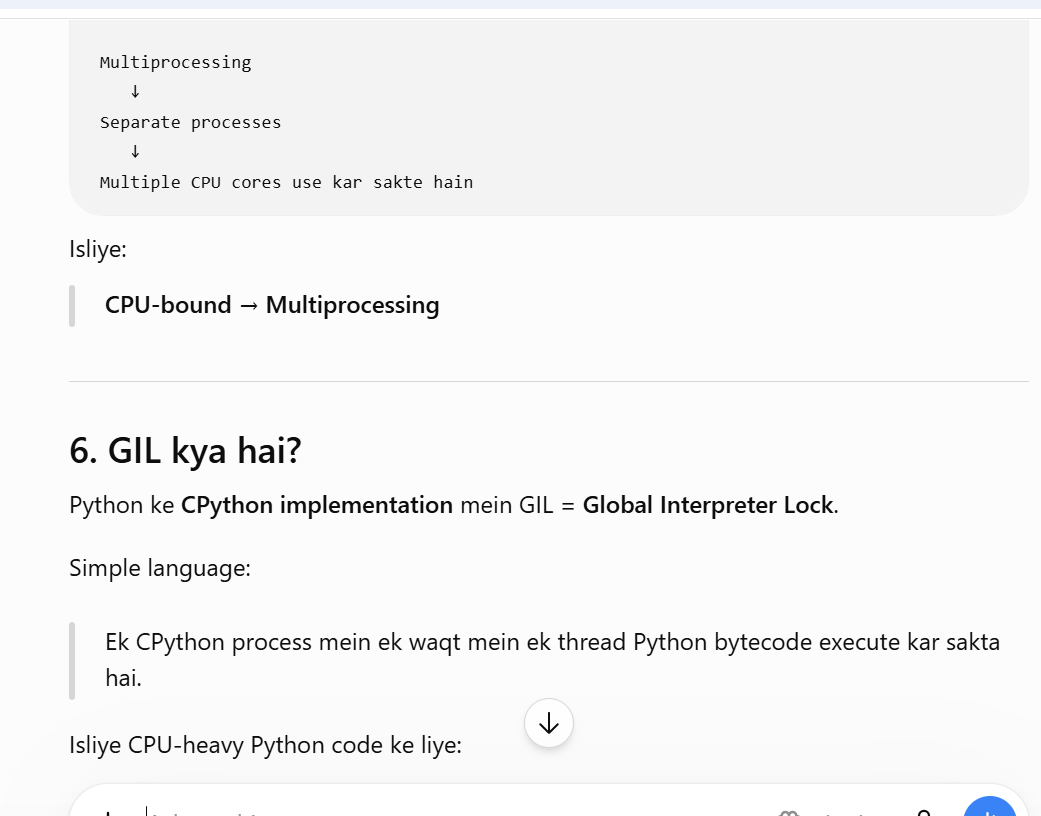 Multiprocessing
↓
Separate processes
↓
Multiple CPU cores use kar sakte hain
Isliye:
CPU-bound → Multiprocessing
6. GIL kya hai?
Python ke CPython implementation mein GIL = Global Interpreter Lock.
Simple language:
Ek CPython process mein ek waqt mein ek thread Python bytecode execute kar sakta
hai.
Isliye CPU-heavy Python code ke liye: